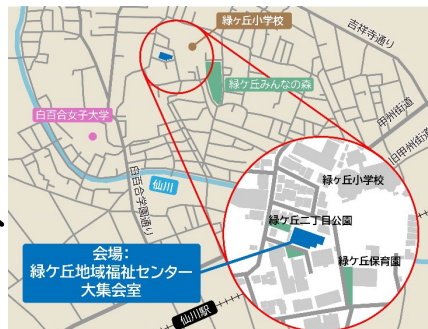 緑ヶ丘小学校
吉祥寺通り
緑ケ丘みんなの森
甲州街道
旧甲州街道
白百合女子大学
仙川
白百合学園通り
緑ヶ丘小学校
緑ケ丘二丁目公園
緑ヶ丘保育園
会場:
緑ケ丘地域福祉センター
大集会室
仙川駅